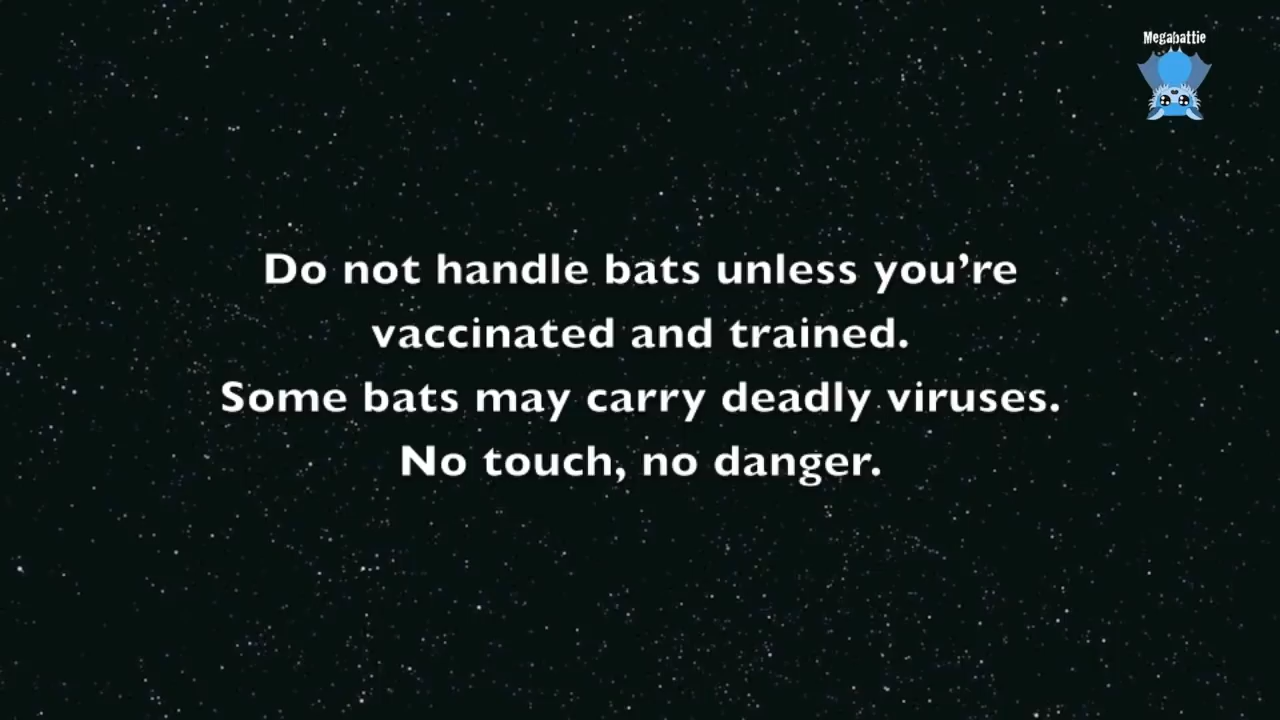 Megabattie
Do not handle bats unless you’re
vaccinated and trained.
Some bats may carry deadly viruses.
No touch, no danger.